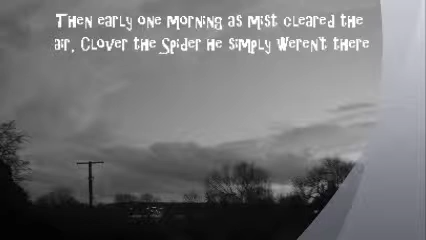 Then early one morning as mist cleared the
air, Clover the Spider he simply weren't there